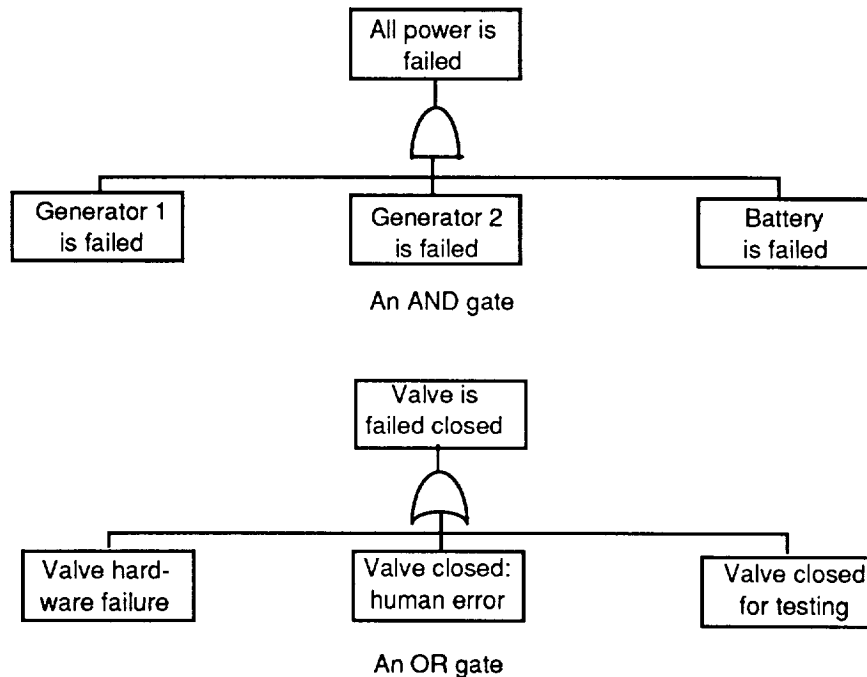 All power is
failed
Generator 1
is failed
Generator 2
is failed
Battery
is failed
An AND gate
Valve is
failed closed
Valve hard-
ware failure
Valve closed:
human error
Valve closed
for testing
An OR gate